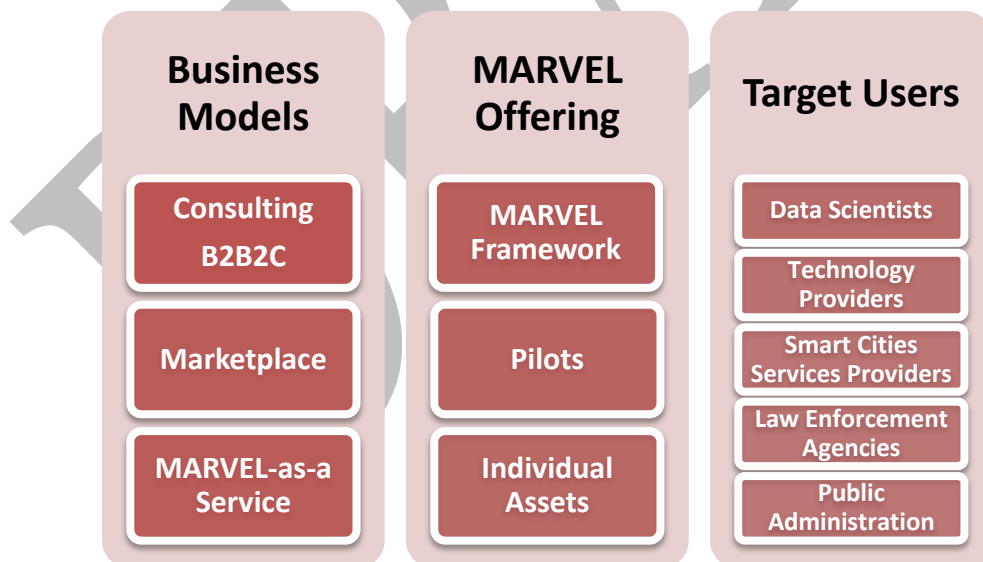 Business
Models
Consulting
B2B2C
Marketplace
MARVEL-as-a
Service
MARVEL
Offering
MARVEL
Framework
Pilots
Individual
Assets
Target Users
Data Scientists
Technology
Providers
Smart Cities
Services Providers
Law Enforcement
Agencies
Public
Administration